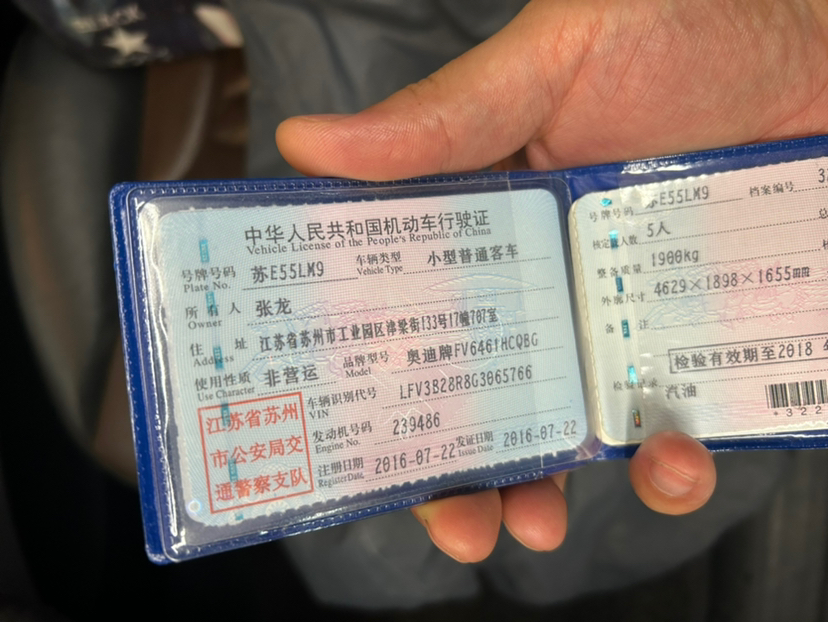 中华人民共和国机动车行驶证
Vehicle License of the People's Republic of China
号牌号码 苏E55LM9 车辆类型 小型普通客车
Plate No. Vehicle Type
所有人 张龙
Owner
住址 江苏省苏州市工业园区津梁街133号17幢707室
Address
使用性质 非营运 品牌型号 奥迪牌FV6461HCQBG
Use Character Model
车辆识别代号 LFV3B28R8G3065766
VIN
发动机号码 239486
Engine No.
注册日期 2016-07-22 发证日期 2016-07-22
Register Date Issue Date
江苏省苏州
市公安局交
通警察支队
号牌号码 苏E55LM9 档案编号 32
核定载人数 5人 总
整备质量 1900kg
外廓尺寸 4629×1898×1655mm
备注
检验有效期至2018
检验记录 汽油
*322